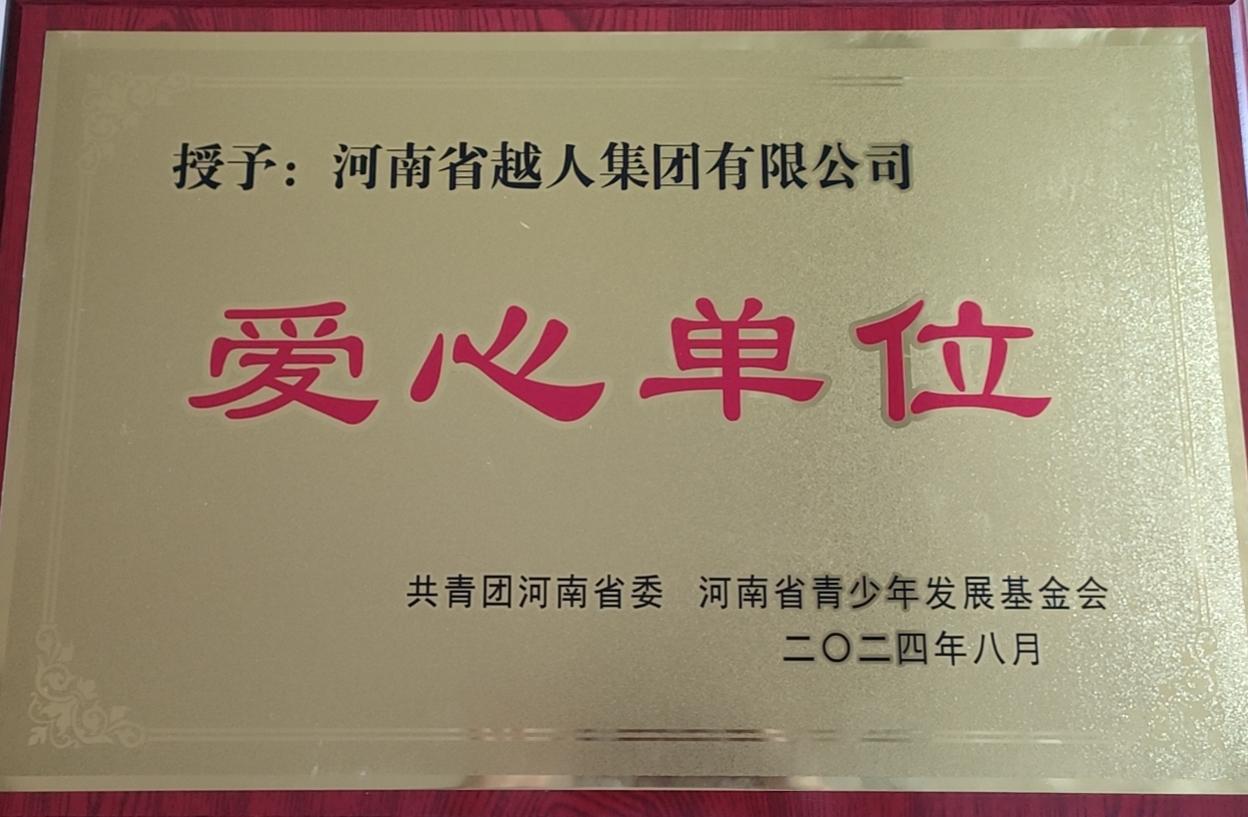 授予：河南省越人集团有限公司
爱心单位
共青团河南省委 河南省青少年发展基金会
二〇二四年八月